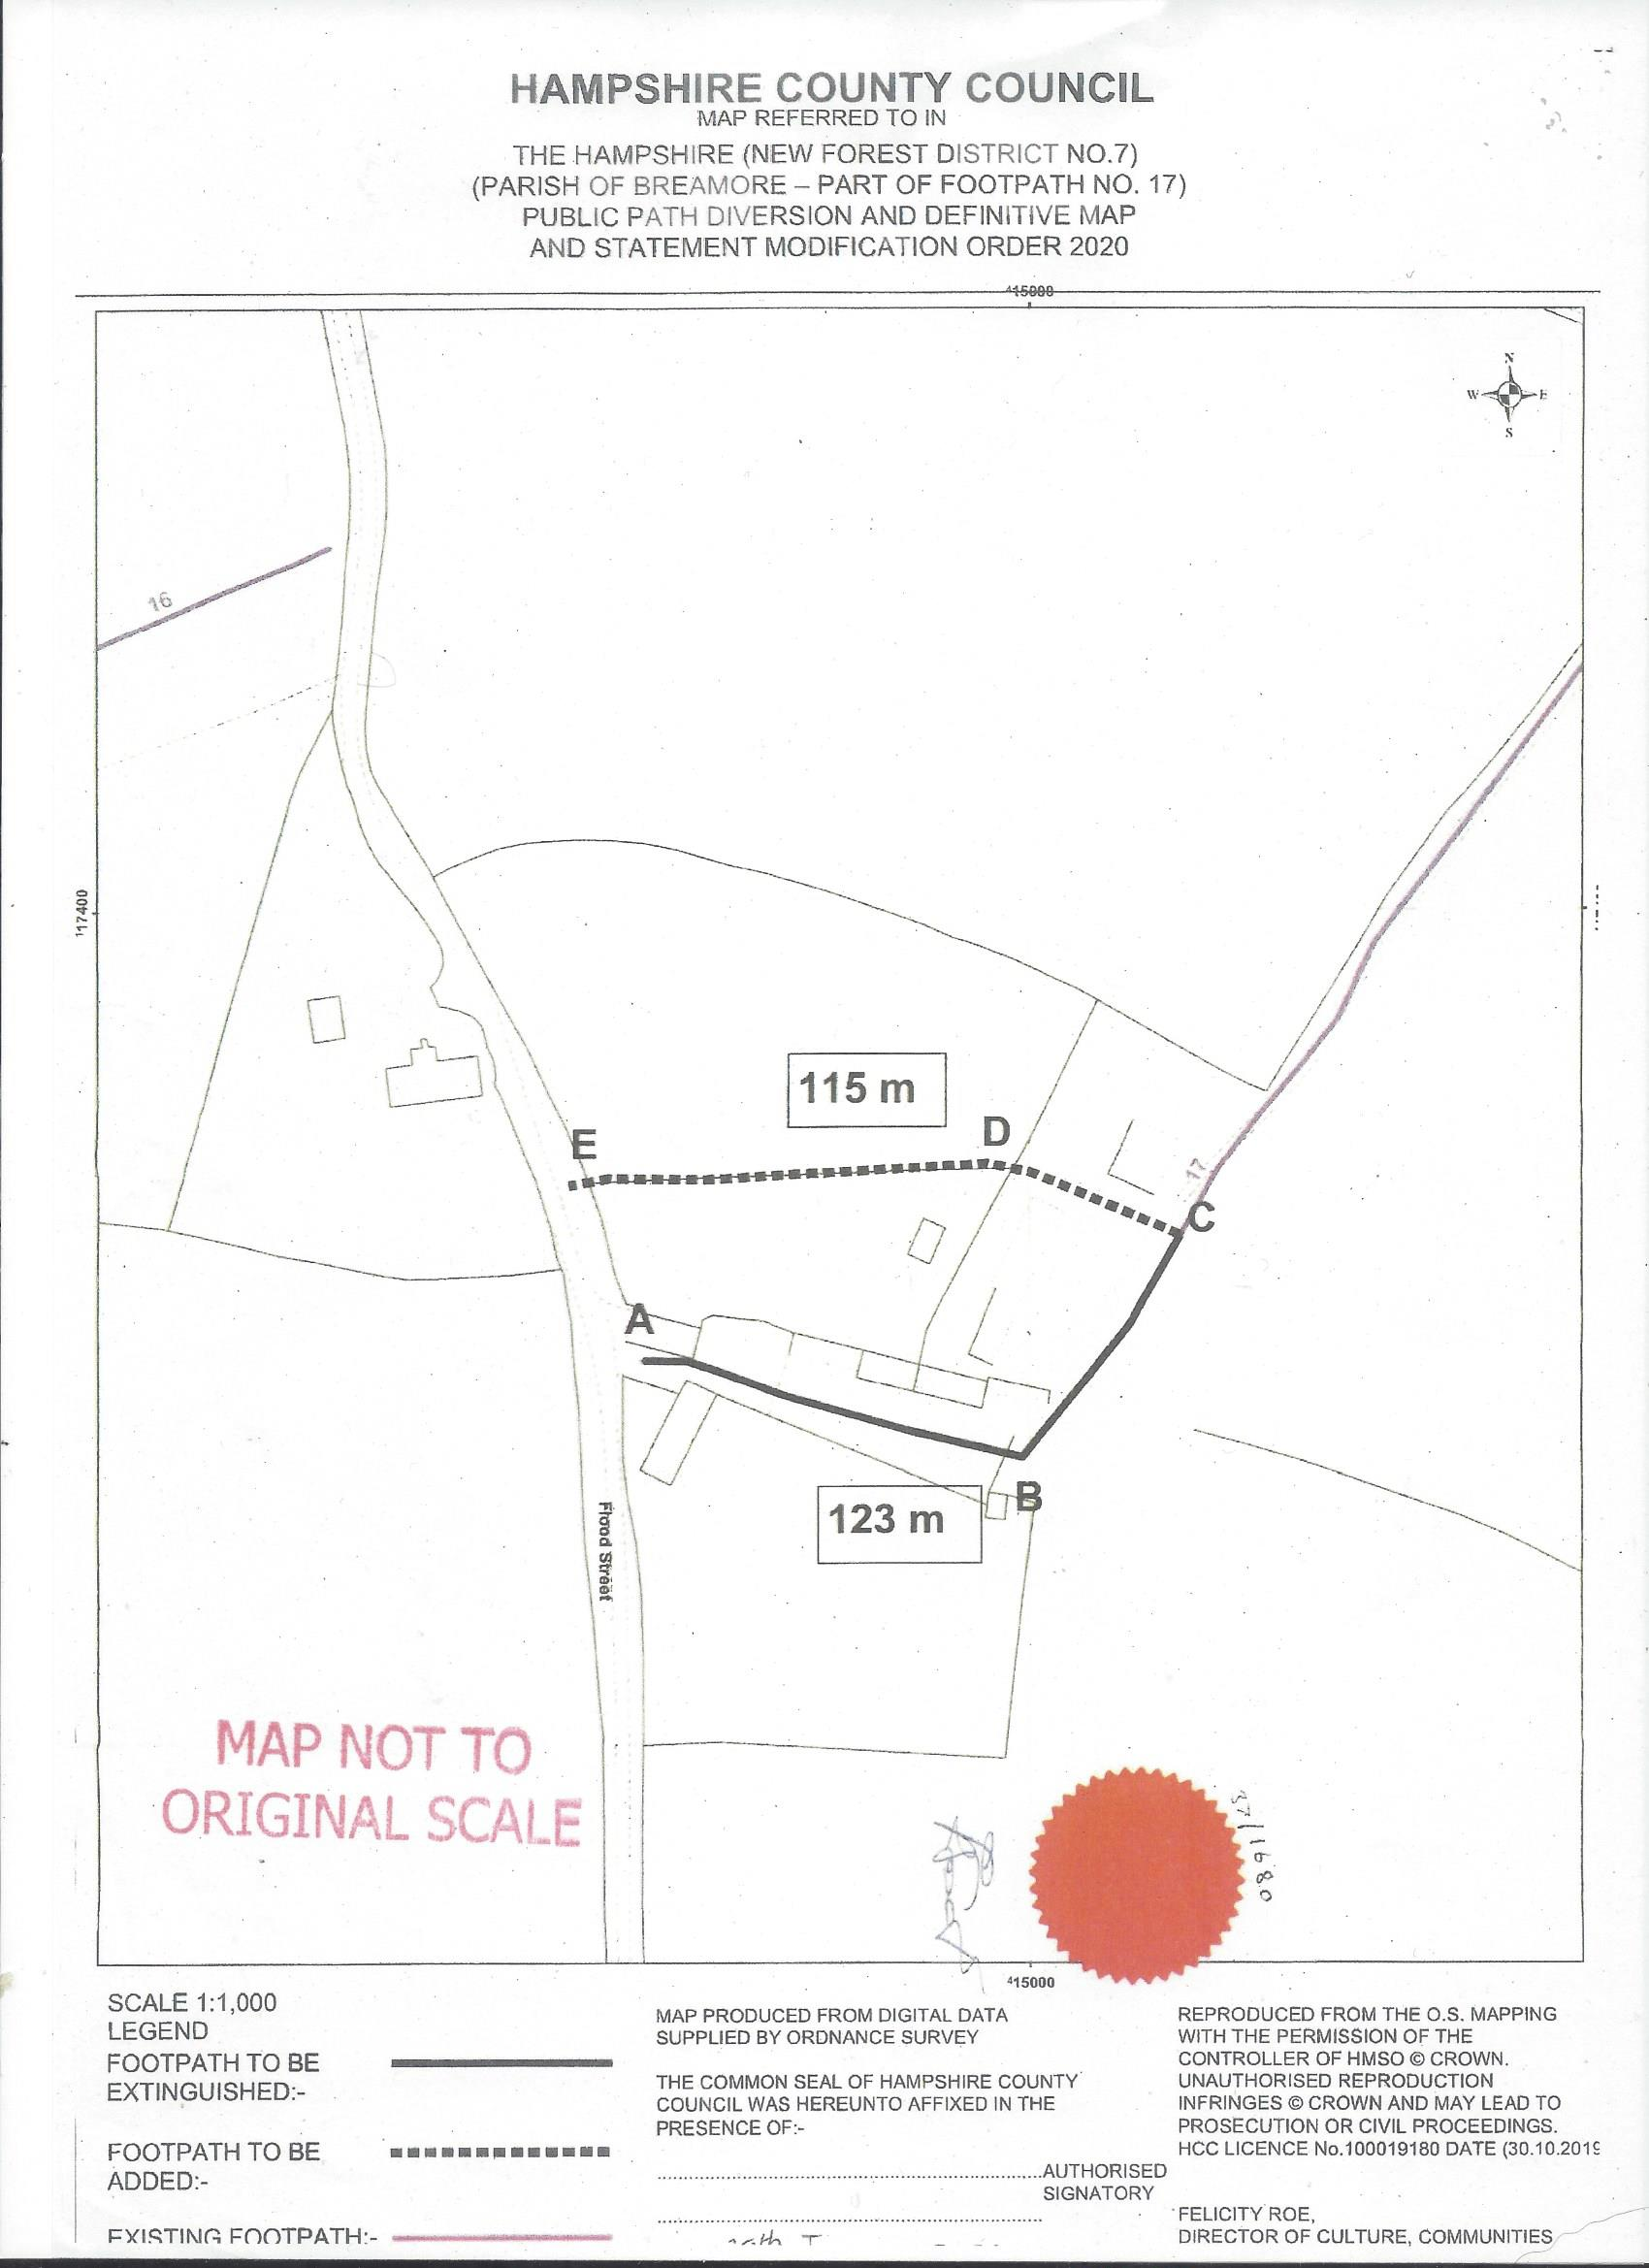 HAMPSHIRE COUNTY COUNCIL
MAP REFERRED TO IN
THE HAMPSHIRE (NEW FOREST DISTRICT NO.7)
(PARISH OF BREAMORE – PART OF FOOTPATH NO. 17)
PUBLIC PATH DIVERSION AND DEFINITIVE MAP
AND STATEMENT MODIFICATION ORDER 2020
415000
N
W E
S
16
117400
115 m
E
D
17
C
A
B
123 m
Flood Street
MAP NOT TO
ORIGINAL SCALE
37/1680
415000
SCALE 1:1,000
LEGEND
FOOTPATH TO BE
EXTINGUISHED:-
FOOTPATH TO BE
ADDED:-
EXISTING FOOTPATH:-
MAP PRODUCED FROM DIGITAL DATA
SUPPLIED BY ORDNANCE SURVEY
THE COMMON SEAL OF HAMPSHIRE COUNTY
COUNCIL WAS HEREUNTO AFFIXED IN THE
PRESENCE OF:-
AUTHORISED
SIGNATORY
REPRODUCED FROM THE O.S. MAPPING
WITH THE PERMISSION OF THE
CONTROLLER OF HMSO © CROWN.
UNAUTHORISED REPRODUCTION
INFRINGES © CROWN AND MAY LEAD TO
PROSECUTION OR CIVIL PROCEEDINGS.
HCC LICENCE No.100019180 DATE (30.10.2019
FELICITY ROE,
DIRECTOR OF CULTURE, COMMUNITIES